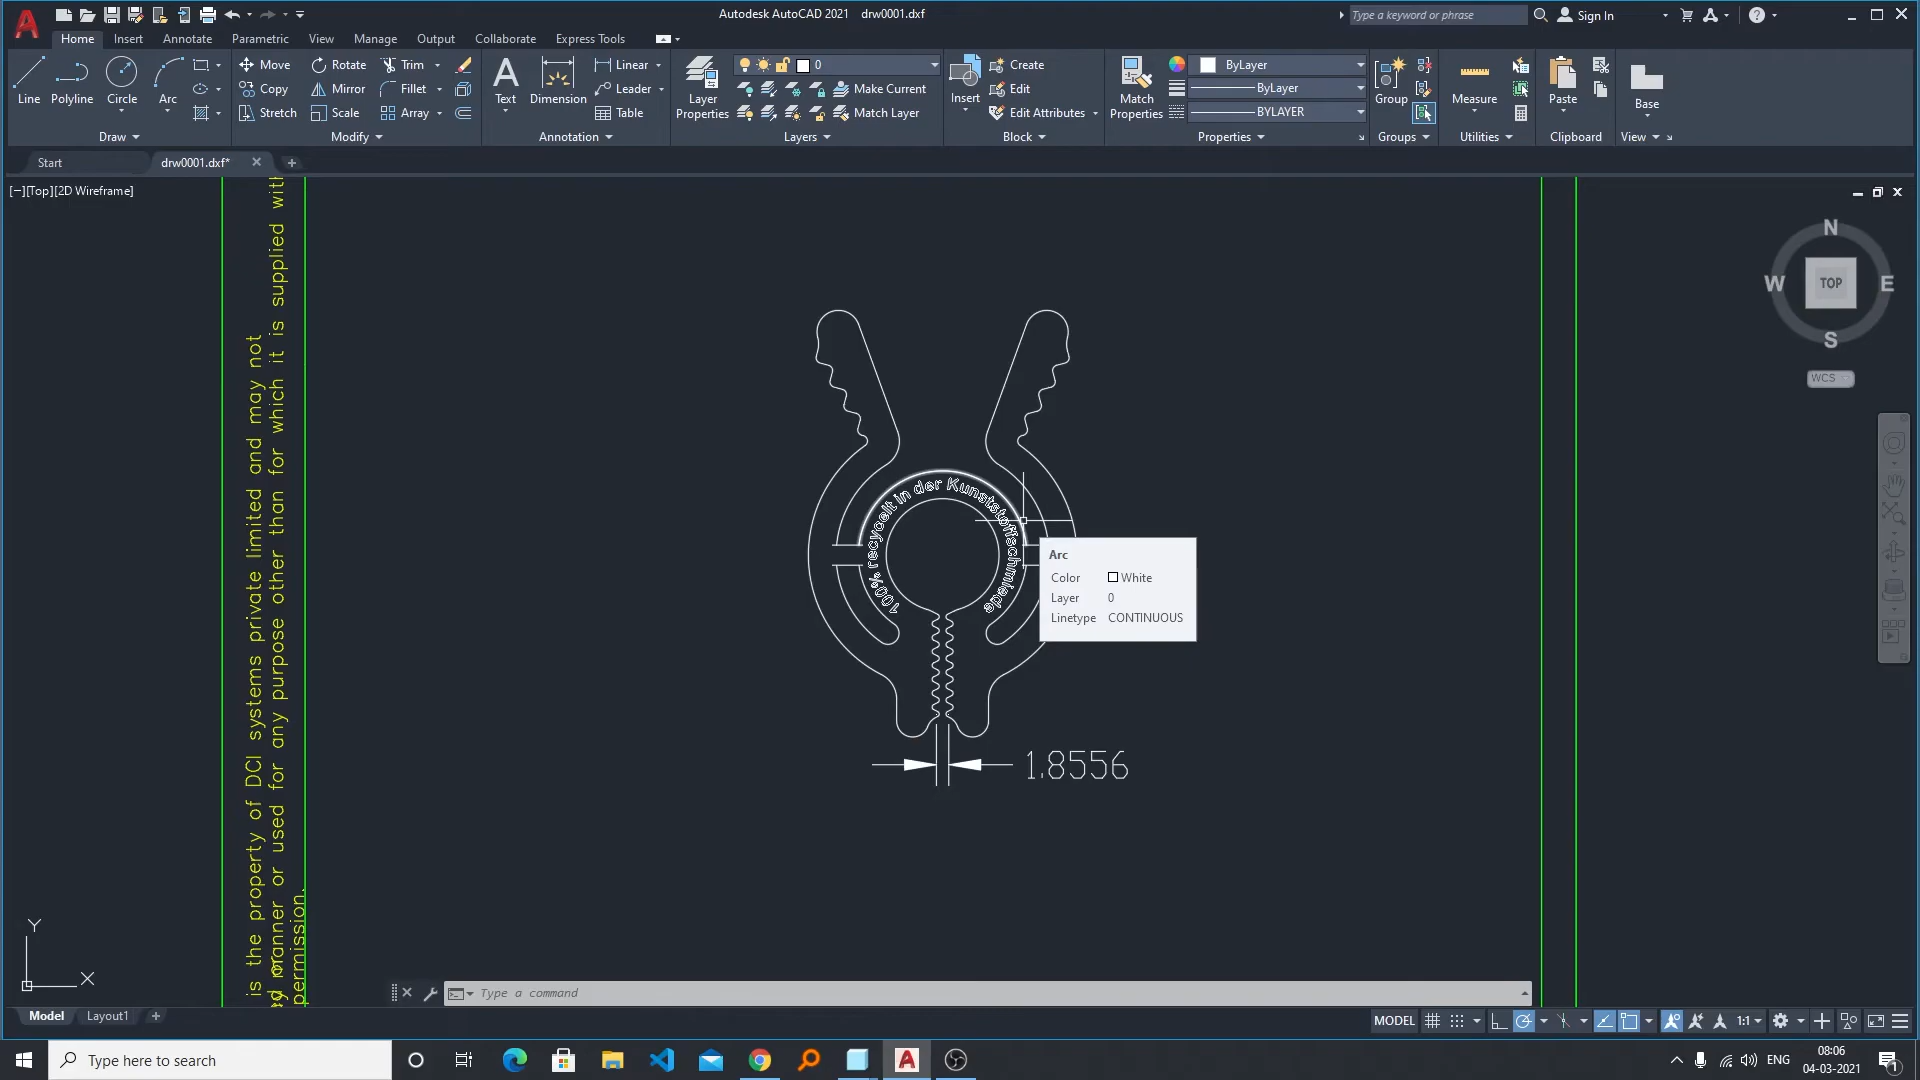 Autodesk AutoCAD 2021 drw0001.dxf
Type a keyword or phrase
Sign In
Home Insert Annotate Parametric View Manage Output Collaborate Express Tools
Line
Polyline
Circle
Arc
Draw
Move
Rotate
Trim
Copy
Mirror
Fillet
Stretch
Scale
Array
Modify
Text
Dimension
Linear
Leader
Table
Annotation
Layer Properties
0
Make Current
Match Layer
Layers
Insert
Create
Edit
Edit Attributes
Block
Match Properties
ByLayer
ByLayer
BYLAYER
Properties
Group
Groups
Measure
Utilities
Paste
Clipboard
Base
View
Start
drw0001.dxf*
[−][Top][2D Wireframe]
N
W
TOP
E
S
WCS
is the property of DCI systems private limited and may not
manner or used for any purpose other than for which it is supplied with
permission.
100% recycelt in der Kunststoffschmiede
Arc
Color White
Layer 0
Linetype CONTINUOUS
1.8556
Y
X
Type a command
Model
Layout1
MODEL
1:1
Type here to search
ENG
08:06
04-03-2021
1